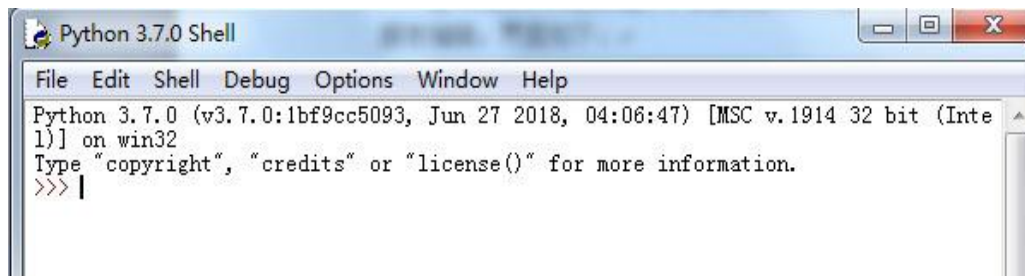 Python 3.7.0 Shell
File Edit Shell Debug Options Window Help
Python 3.7.0 (v3.7.0:1bf9cc5093, Jun 27 2018, 04:06:47) [MSC v.1914 32 bit (Inte
l)] on win32
Type "copyright", "credits" or "license()" for more information.
>>>